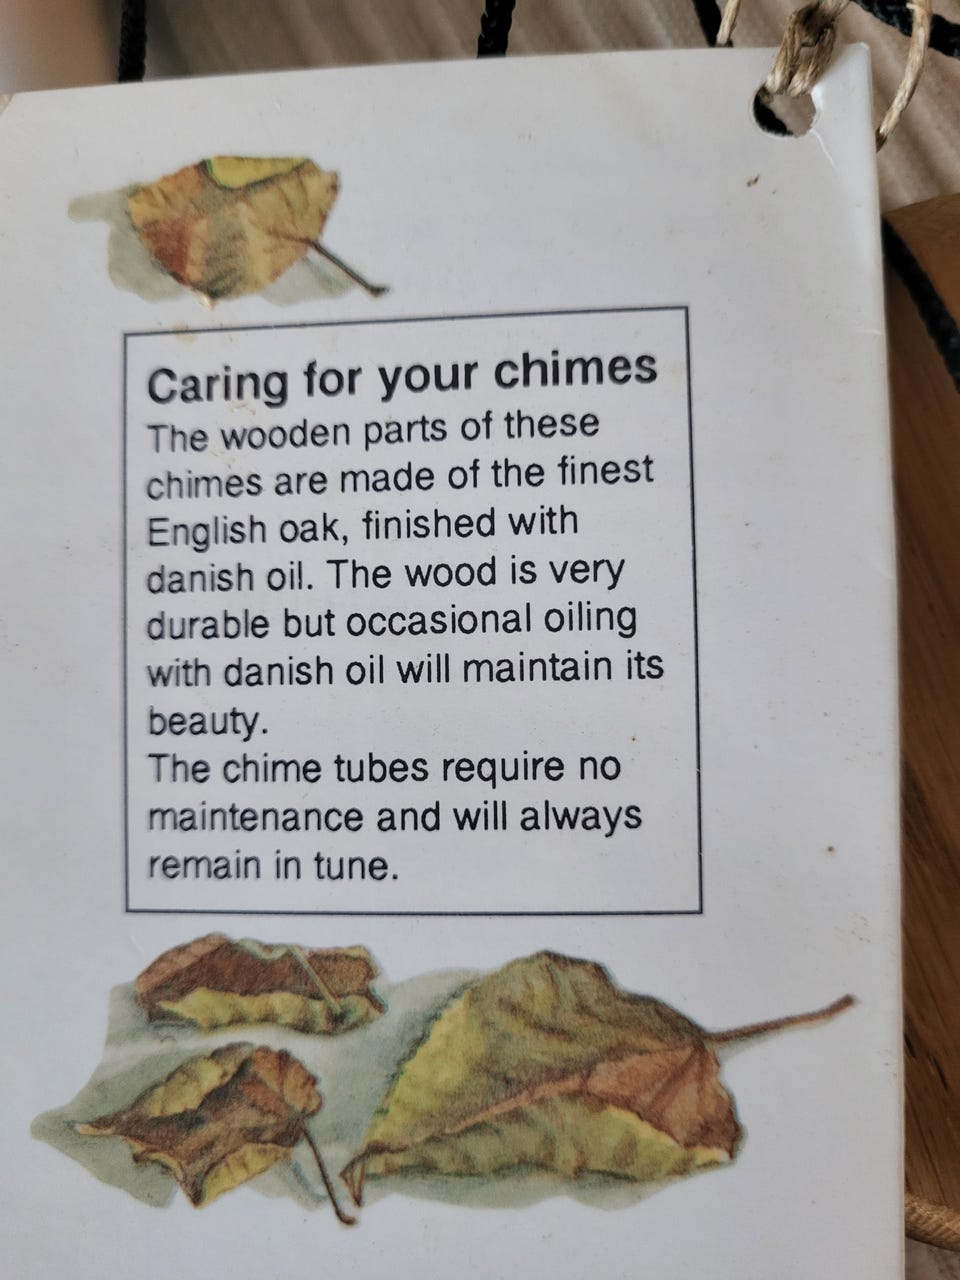 Caring for your chimes
The wooden parts of these
chimes are made of the finest
English oak, finished with
danish oil. The wood is very
durable but occasional oiling
with danish oil will maintain its
beauty.
The chime tubes require no
maintenance and will always
remain in tune.